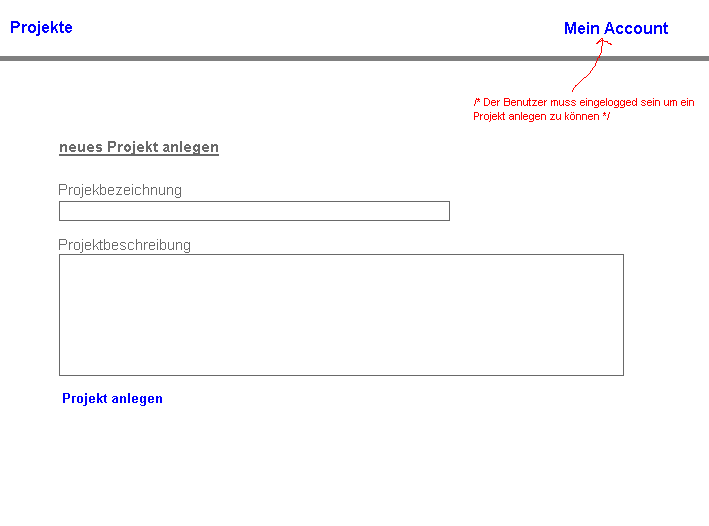 Projekte
Mein Account
/* Der Benutzer muss eingelogged sein um ein
Projekt anlegen zu können */
neues Projekt anlegen
Projekbezeichnung
Projektbeschreibung
Projekt anlegen